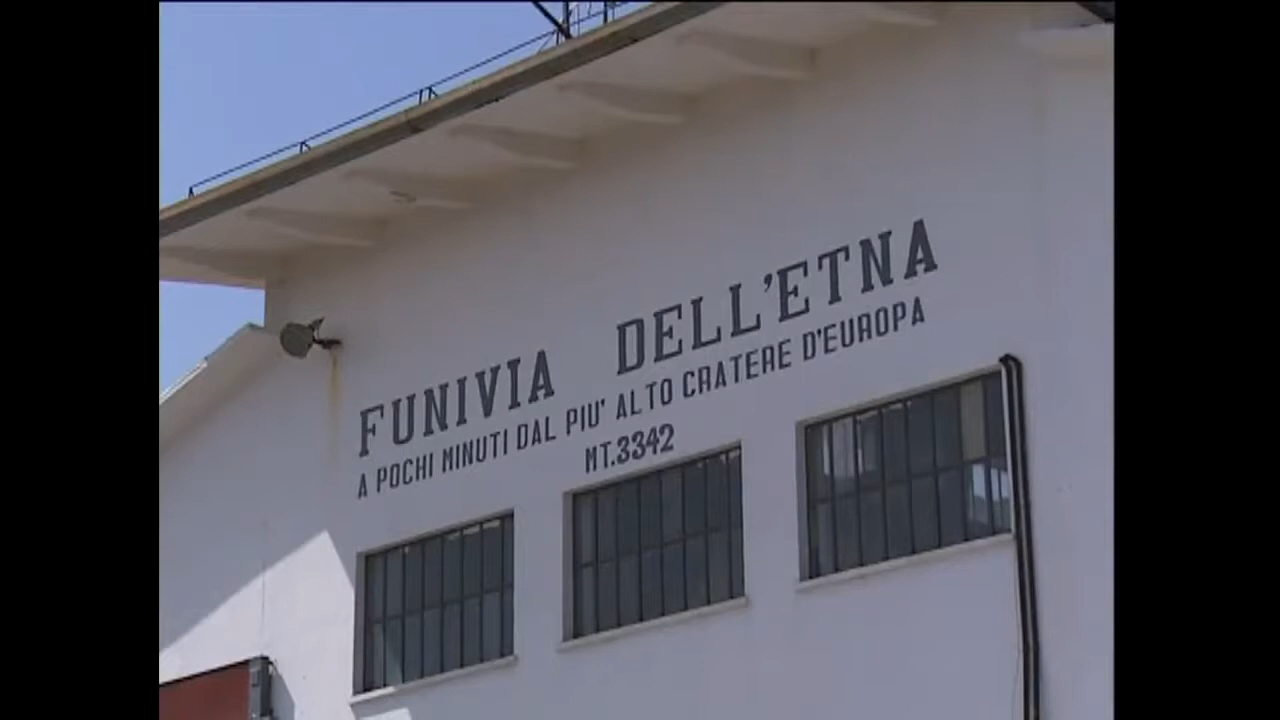 FUNIVIA DELL'ETNA
A POCHI MINUTI DAL PIU' ALTO CRATERE D'EUROPA
MT.3342